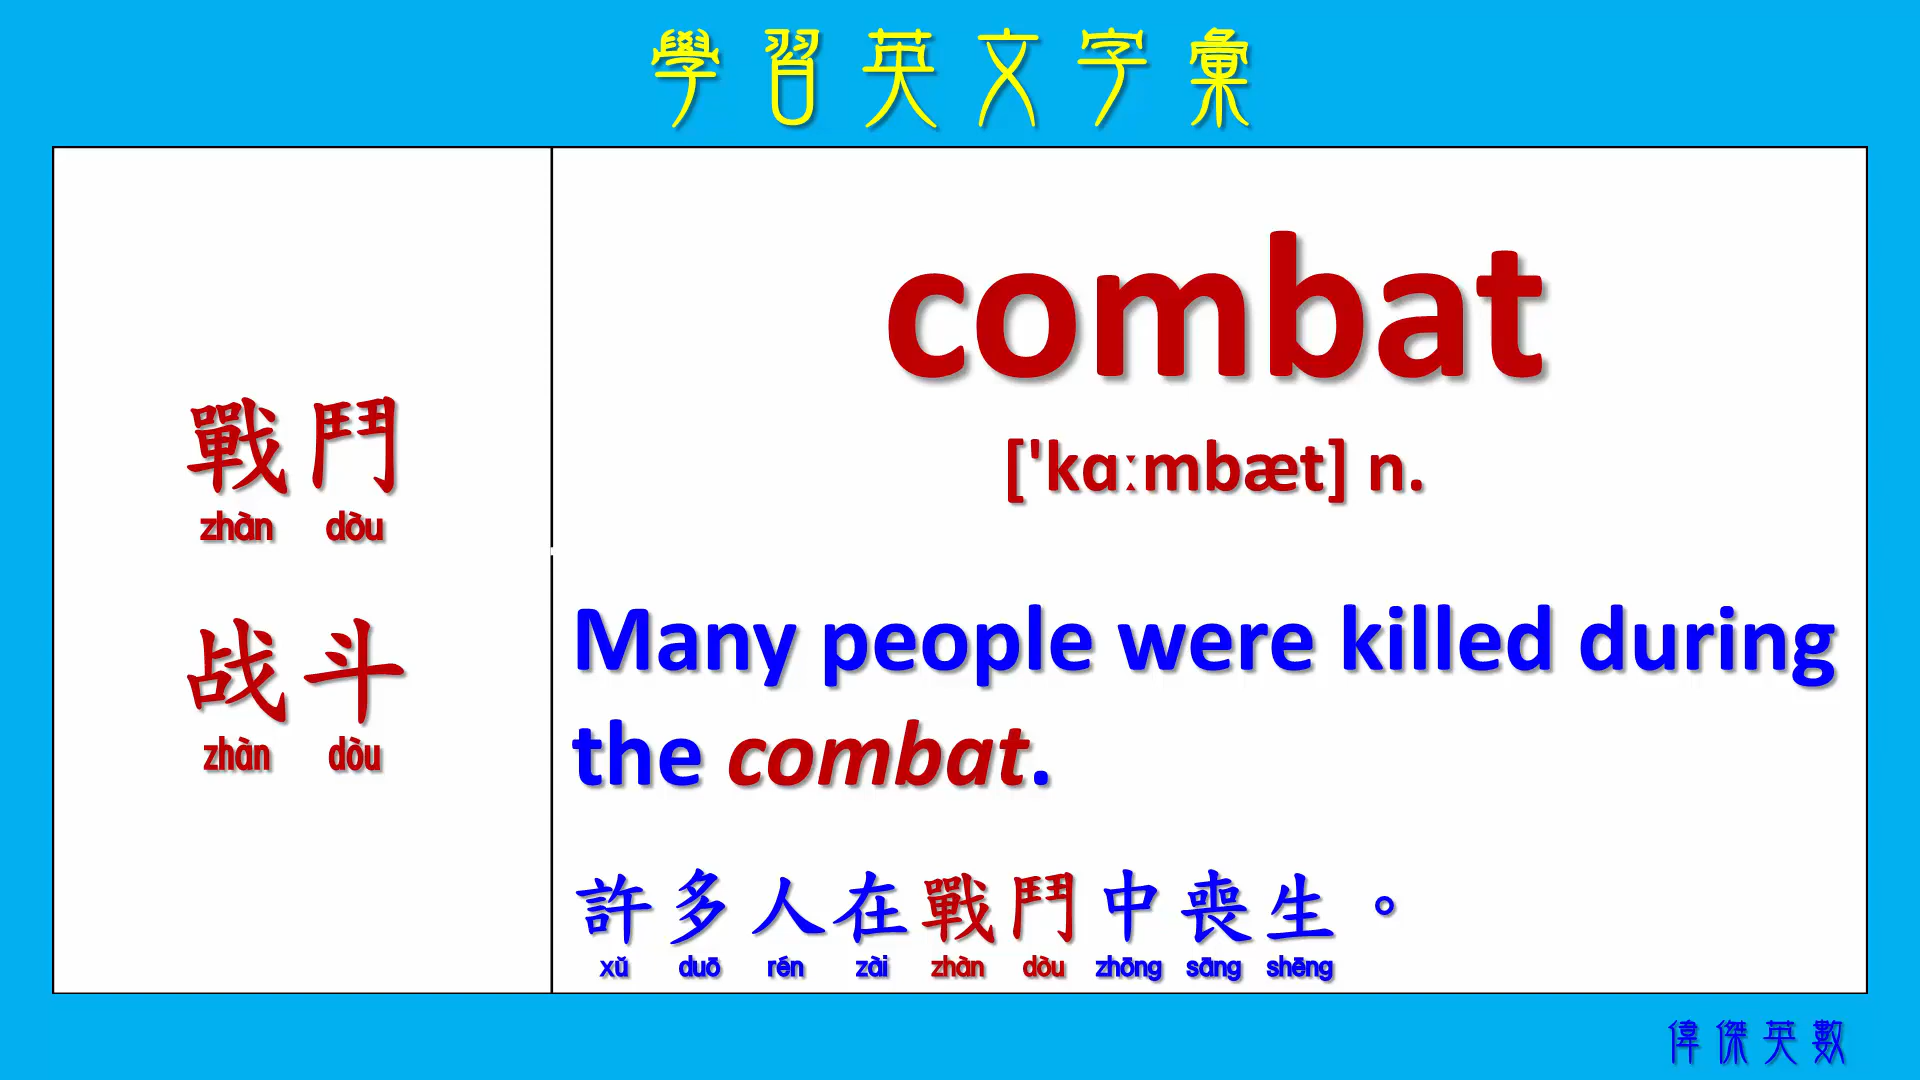 學習英文字彙
戰鬥
zhàn dòu
战斗
zhàn dòu
combat
['kɑːmbæt] n.
Many people were killed during
the combat.
許多人在戰鬥中喪生。
xǔ duō rén zài zhàn dòu zhōng sāng shēng
偉傑英數